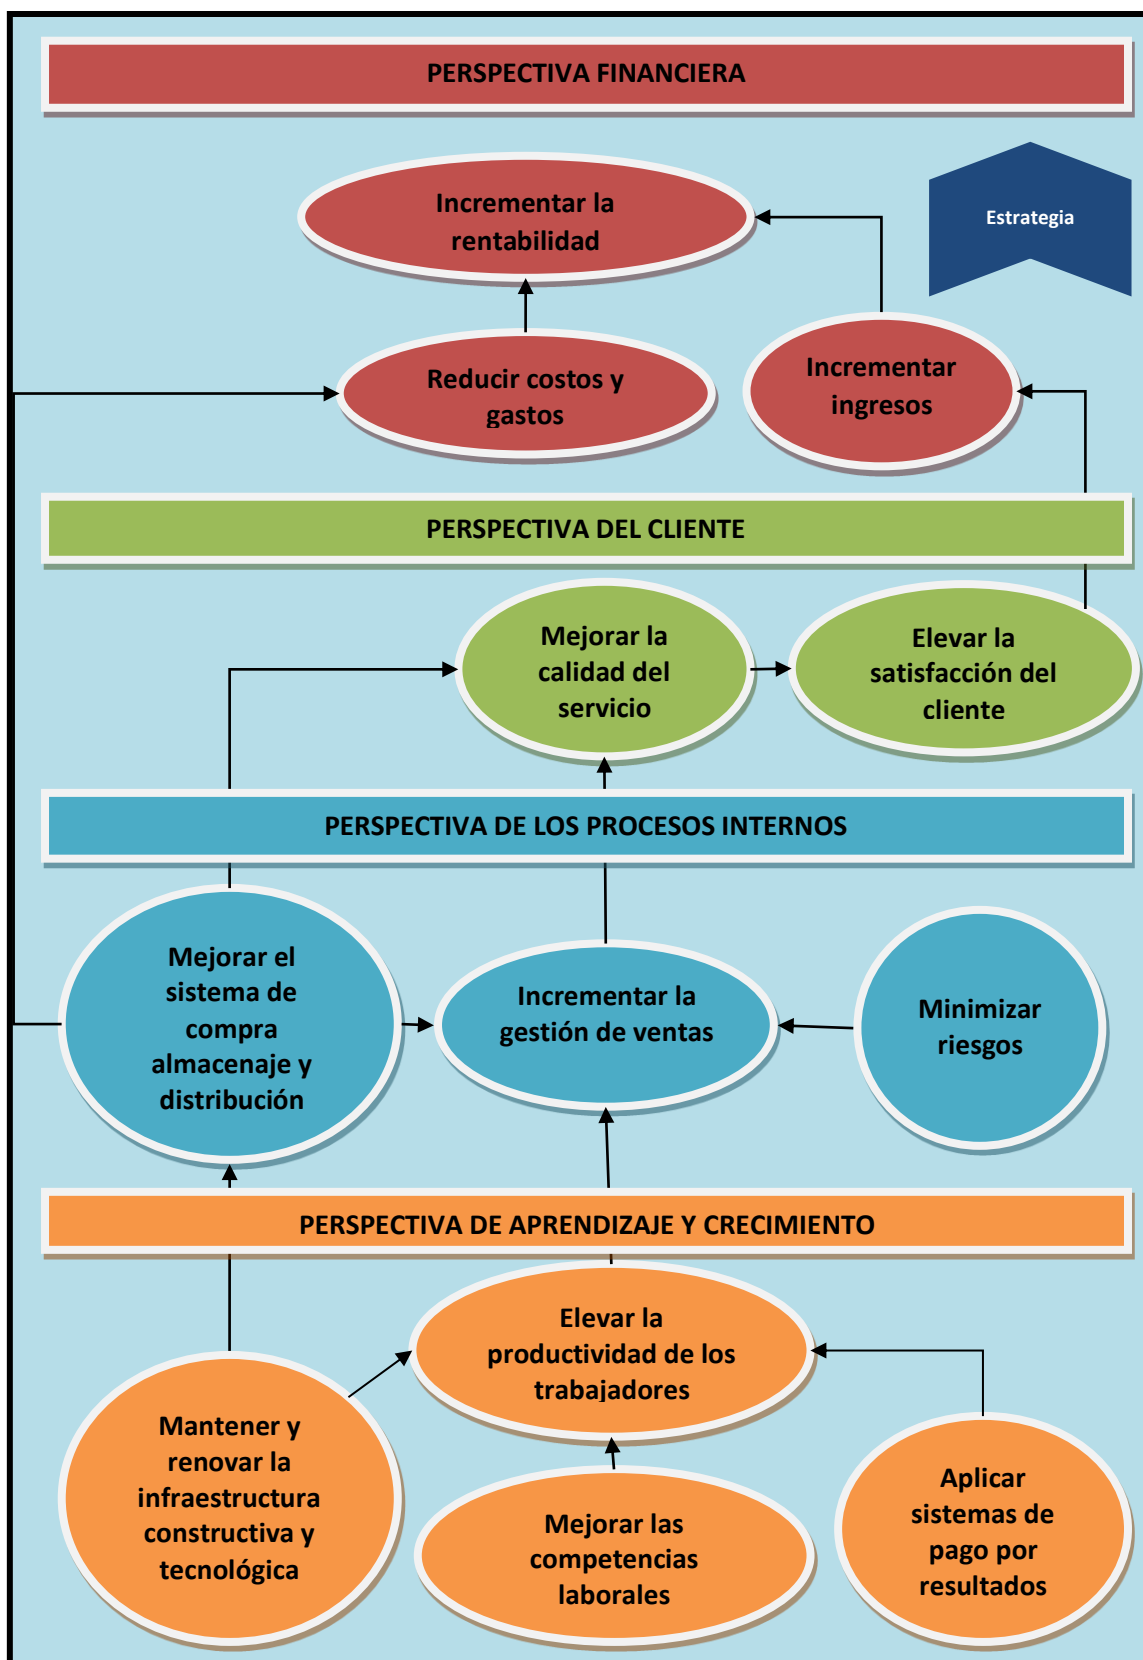 PERSPECTIVA FINANCIERA
Incrementar la
rentabilidad
Estrategia
Reducir costos y
gastos
Incrementar
ingresos
PERSPECTIVA DEL CLIENTE
Mejorar la
calidad del
servicio
Elevar la
satisfacción del
cliente
PERSPECTIVA DE LOS PROCESOS INTERNOS
Mejorar el
sistema de
compra
almacenaje y
distribución
Incrementar la
gestión de ventas
Minimizar
riesgos
PERSPECTIVA DE APRENDIZAJE Y CRECIMIENTO
Elevar la
productividad de los
trabajadores
Mantener y
renovar la
infraestructura
constructiva y
tecnológica
Mejorar las
competencias
laborales
Aplicar
sistemas de
pago por
resultados